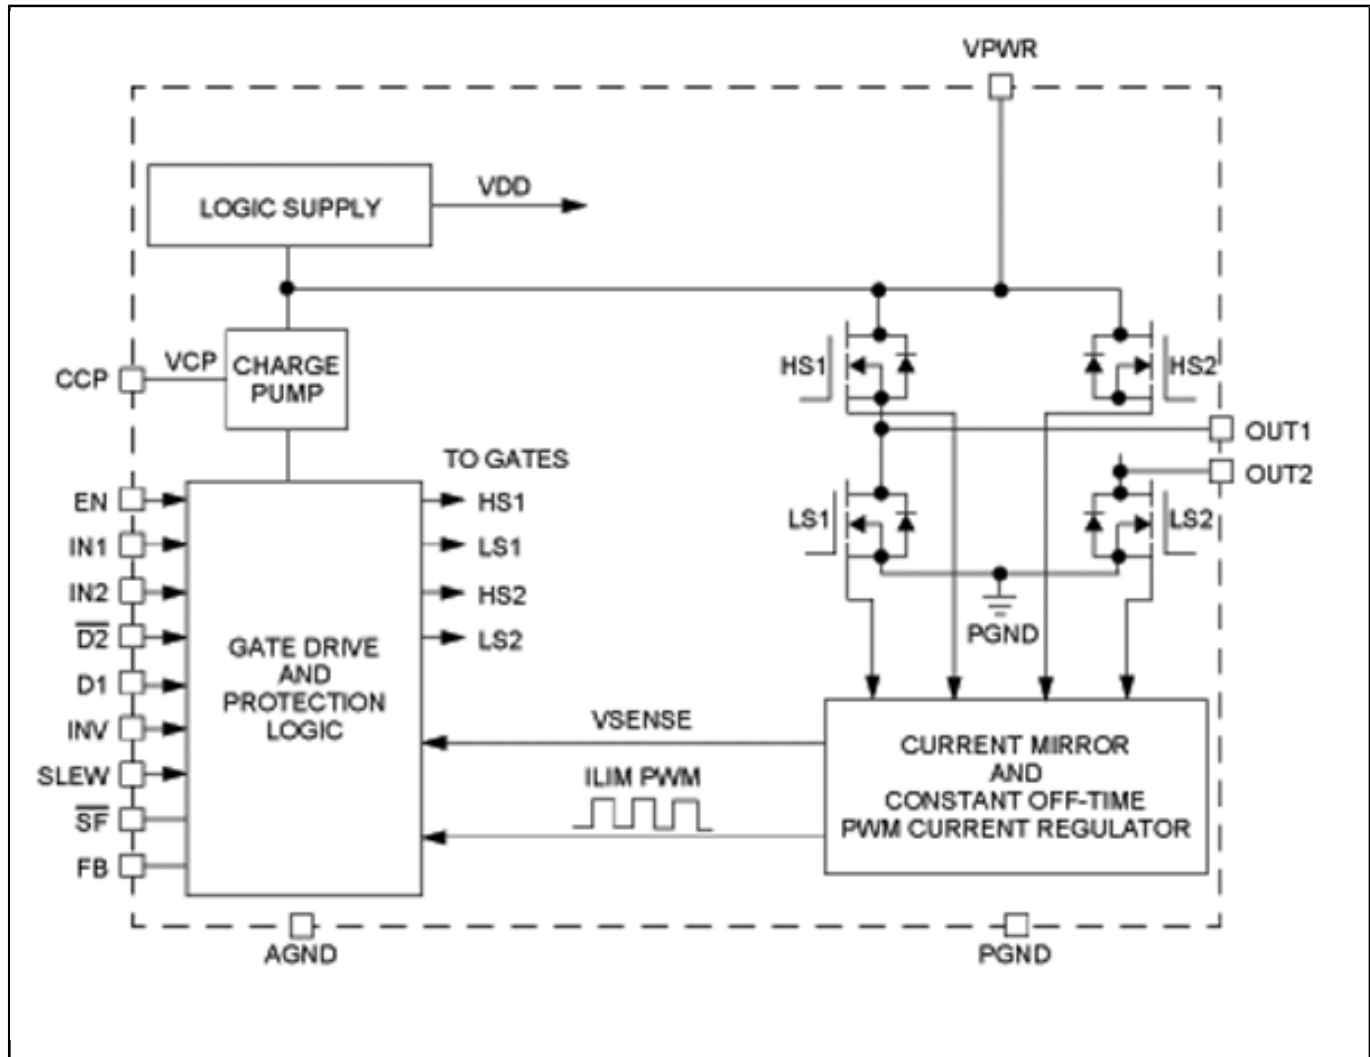 VPWR
LOGIC SUPPLY
VDD
CCP
VCP
CHARGE
PUMP
HS1
HS2
OUT1
OUT2
TO GATES
EN
IN1
IN2
D2
D1
INV
SLEW
SF
FB
HS1
LS1
HS2
LS2
GATE DRIVE
AND
PROTECTION
LOGIC
LS1
LS2
PGND
VSENSE
ILIM PWM
CURRENT MIRROR
AND
CONSTANT OFF-TIME
PWM CURRENT REGULATOR
AGND
PGND